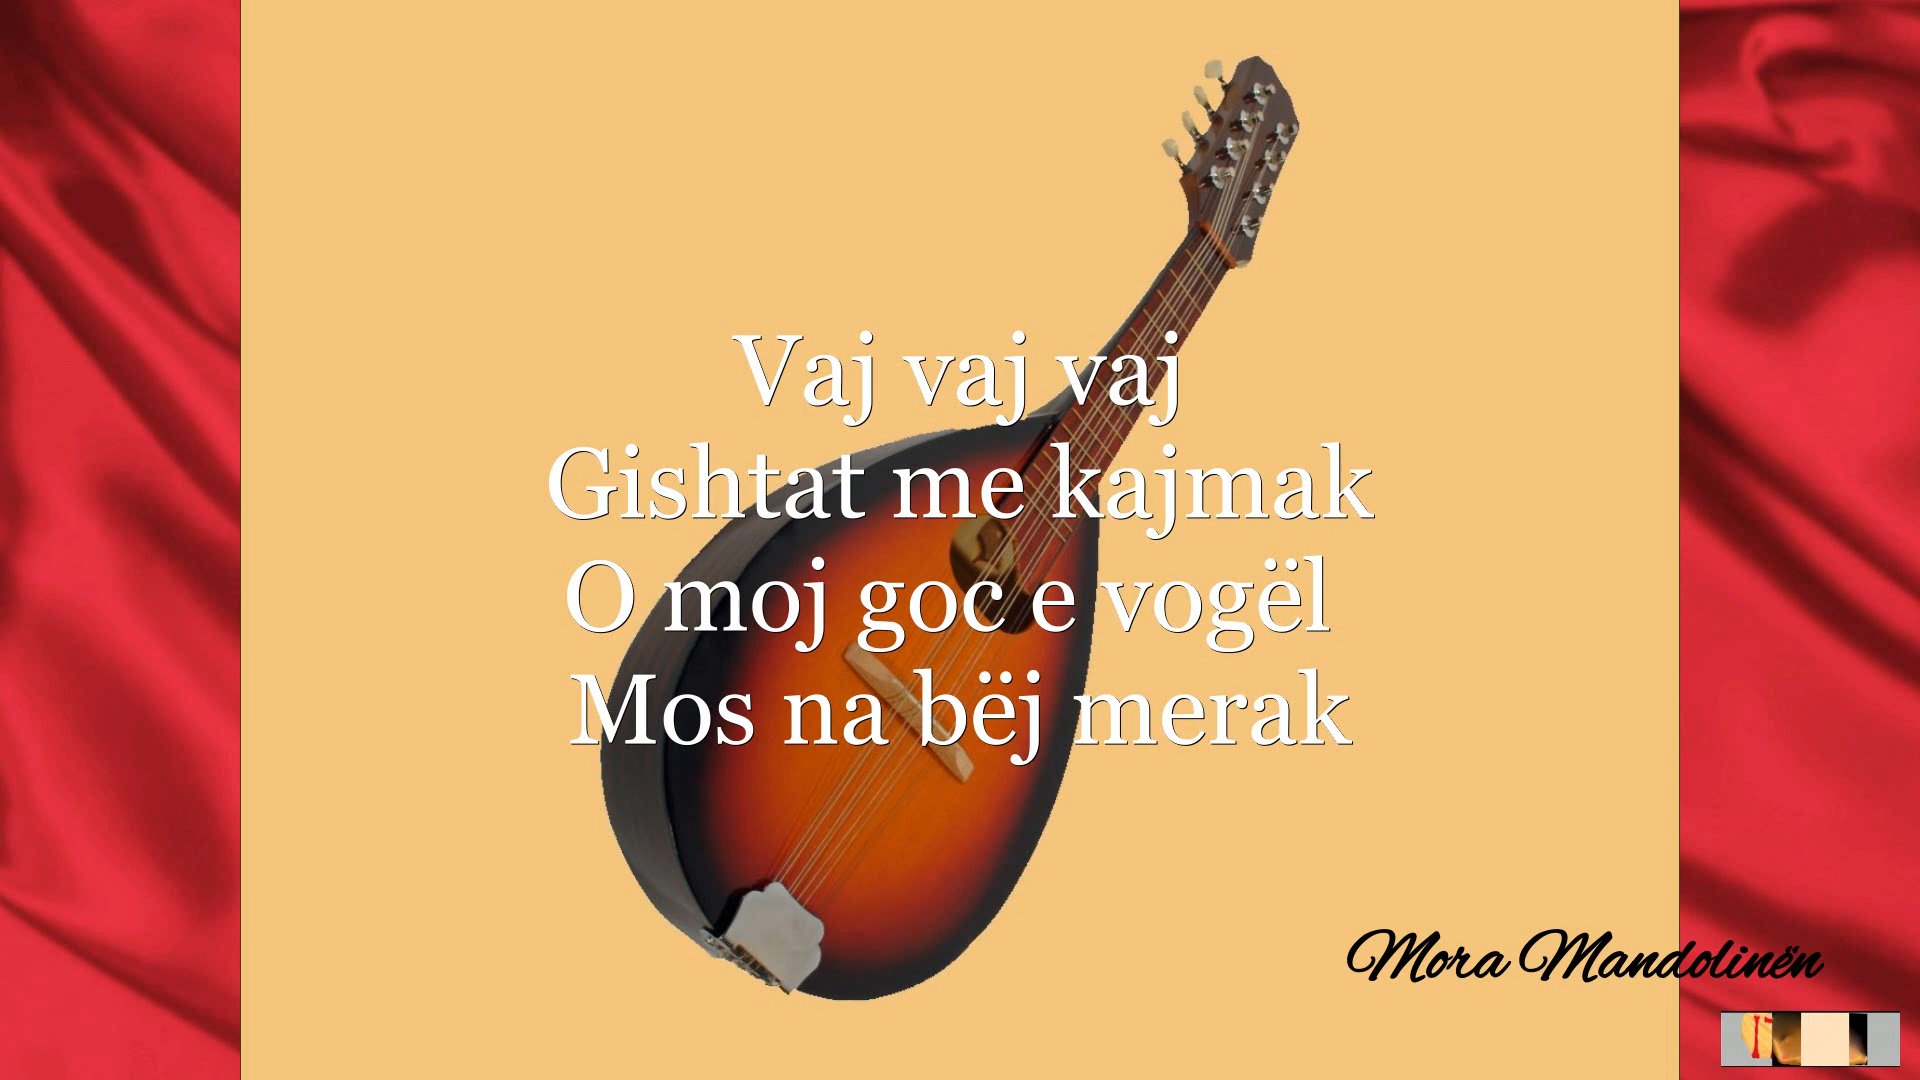 Vaj vaj vaj
Gishtat me kajmak
O moj goc e vogël
Mos na bëj merak
Mora Mandolinën